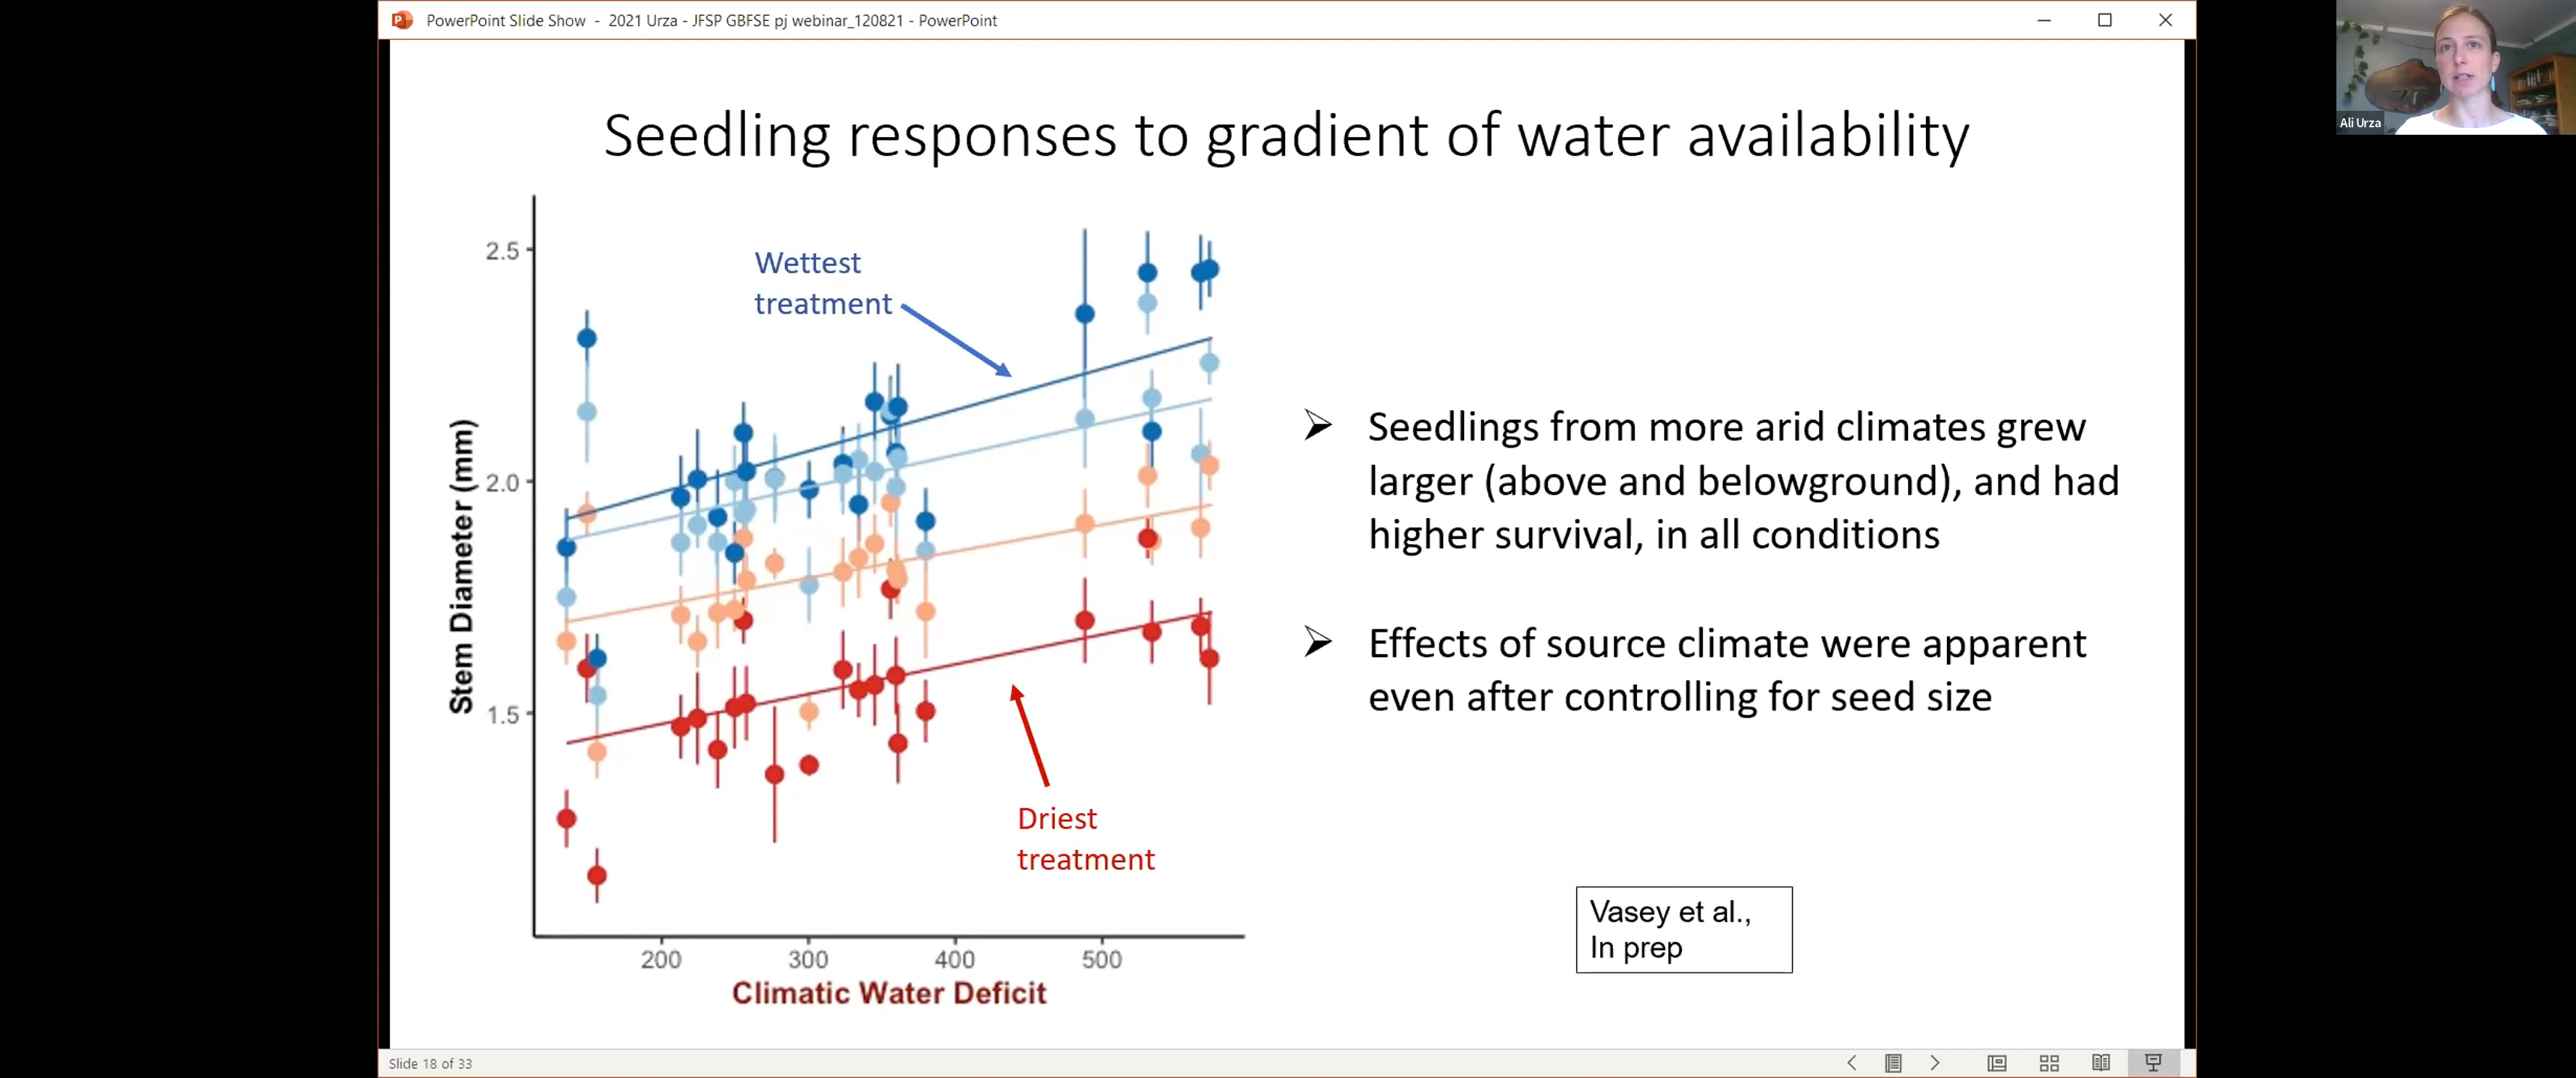 PowerPoint Slide Show - 2021 Urza - JFSP GBFSE pj webinar_120821 - PowerPoint
Ali Urza
Seedling responses to gradient of water availability
Wettest
treatment
2.5
2.0
1.5
Stem Diameter (mm)
200 300 400 500
Climatic Water Deficit
Driest
treatment
Seedlings from more arid climates grew
larger (above and belowground), and had
higher survival, in all conditions
Effects of source climate were apparent
even after controlling for seed size
Vasey et al.,
In prep
Slide 18 of 33